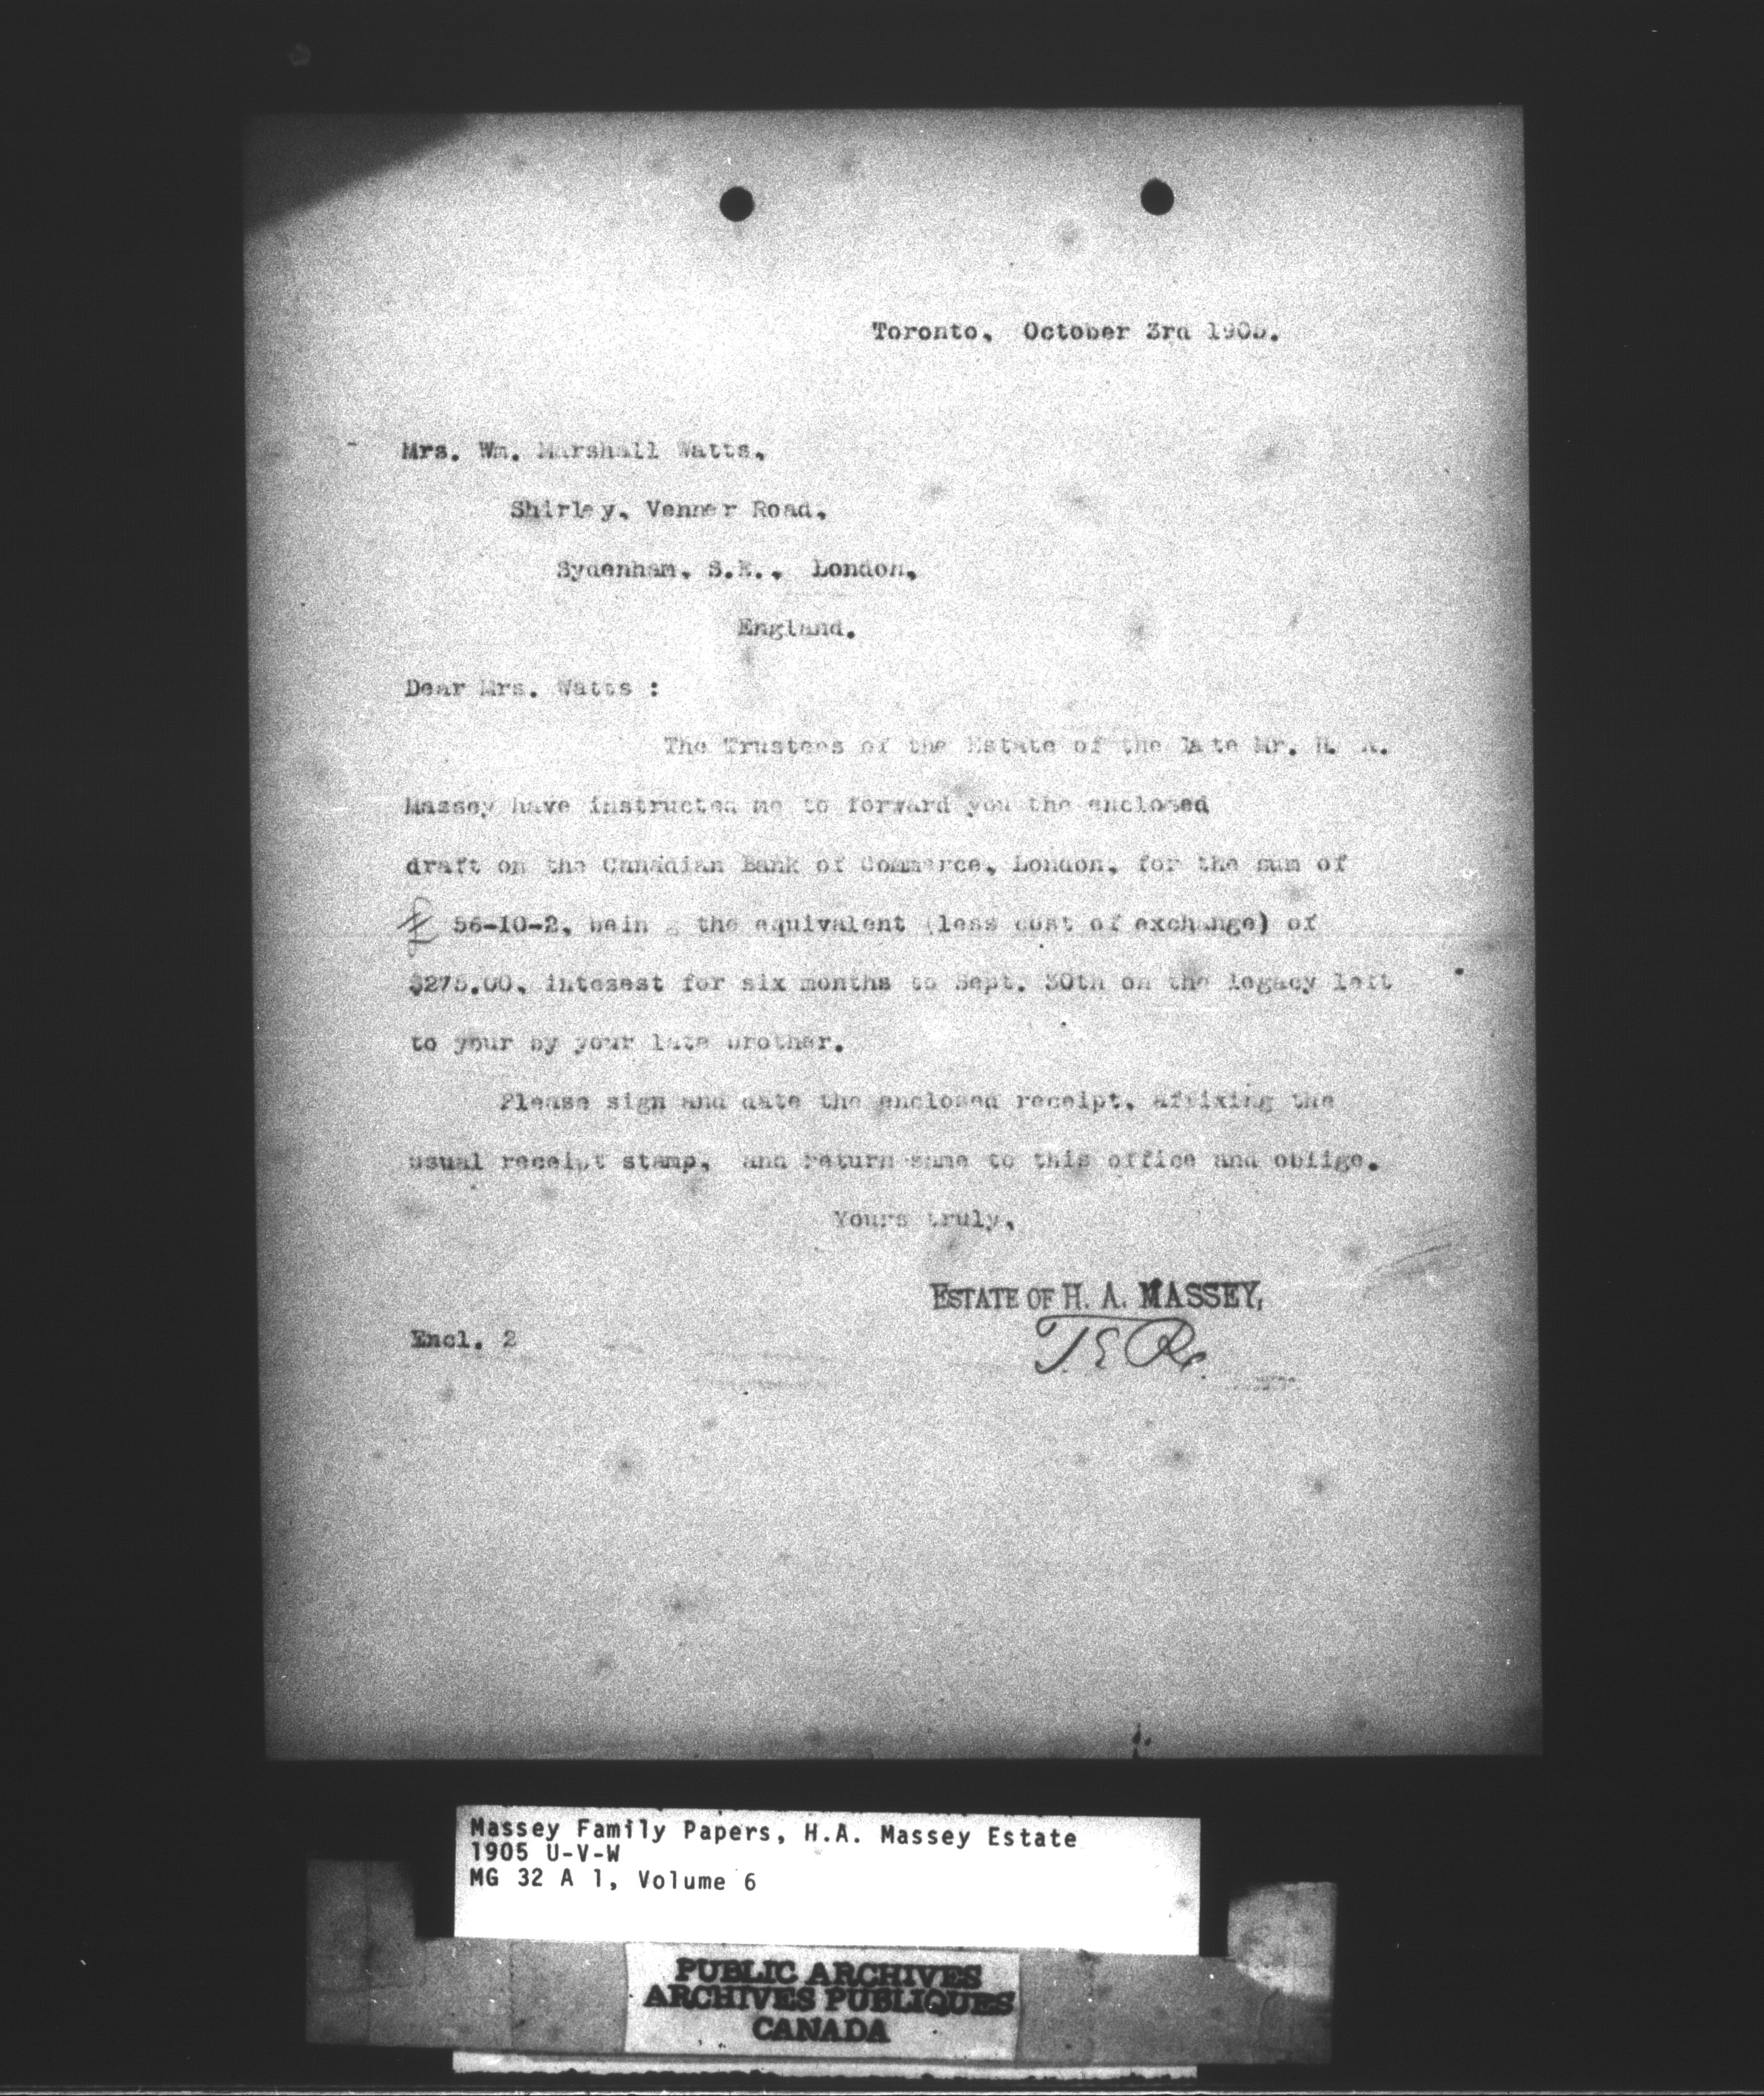 Toronto, October 3rd 1905.
Mrs. Wm. Marshall Watts,
Shirley, Venner Road,
Sydenham, S.E., London,
England.
Dear Mrs. Watts :
The Trustees of the Estate of the late Mr. H. A.
Massey have instructed me to forward you the enclosed
draft on the Canadian Bank of Commerce, London, for the sum of
£ 56-10-2, bein g the equivalent (less cost of exchange) of
$275.00, intesest for six months to Sept. 30th on the legacy left
to your by your late brother.
Please sign and date the enclosed receipt, affixing the
usual receipt stamp, and return same to this office and oblige.
Yours truly,
ESTATE OF H. A. MASSEY,
T. E. R.
Encl. 2
Massey Family Papers, H.A. Massey Estate
1905 U-V-W
MG 32 A 1, Volume 6
PUBLIC ARCHIVES
ARCHIVES PUBLIQUES
CANADA